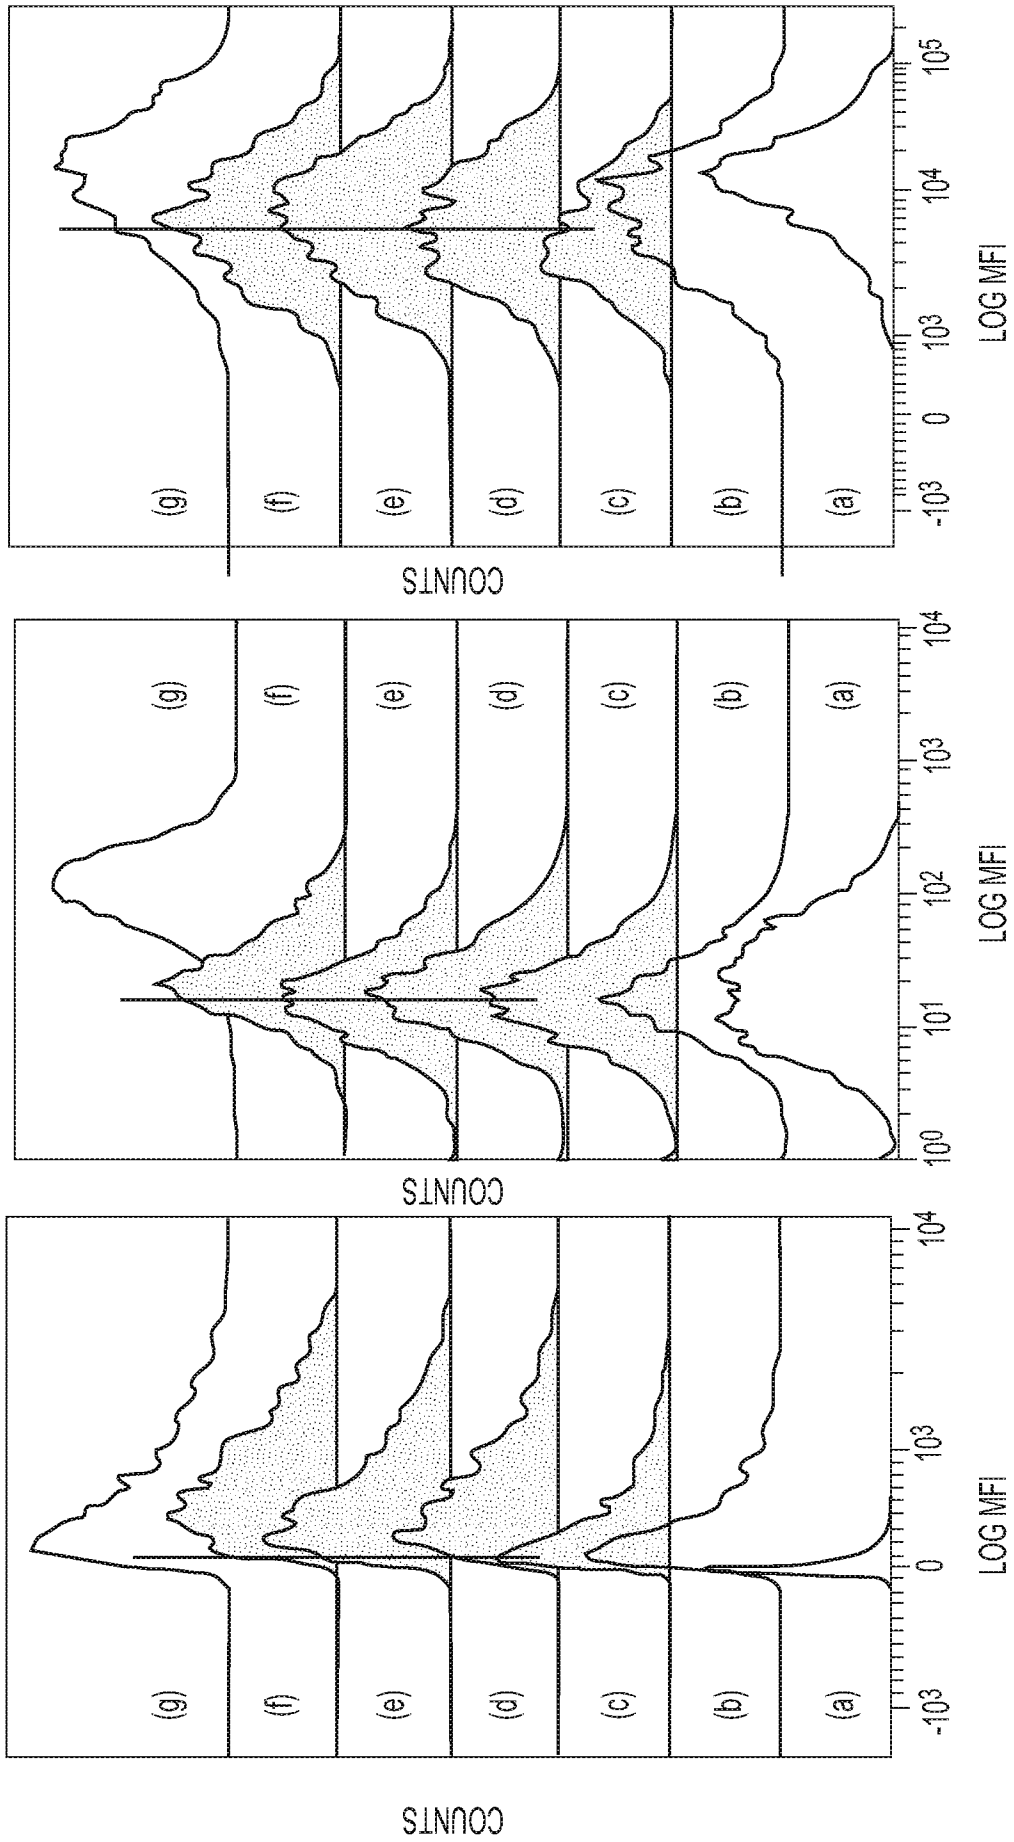 COUNTS
(g)
(f)
(e)
(d)
(c)
(b)
(a)
-10³ 0 10³ 10⁴
LOG MFI
COUNTS
(g)
(f)
(e)
(d)
(c)
(b)
(a)
10⁰ 10¹ 10² 10³ 10⁴
LOG MFI
COUNTS
(g)
(f)
(e)
(d)
(c)
(b)
(a)
-10³ 0 10³ 10⁴ 10⁵
LOG MFI